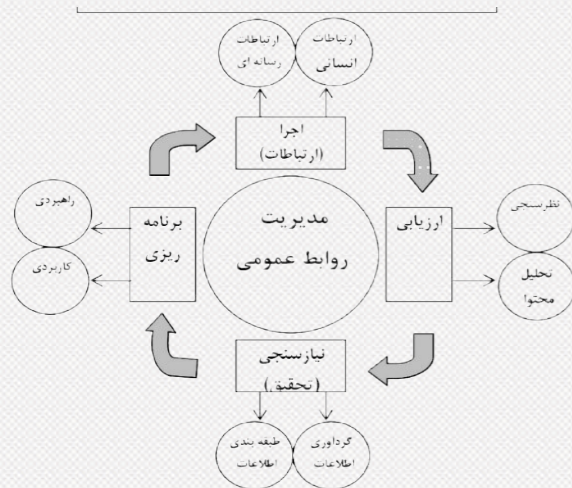 ارتباطات
انسانی
ارتباطات
رسانه ای
اجرا
(ارتباطات)
نظرسنجی
تحلیل
محتوا
ارزیابی
مدیریت
روابط عمومی
برنامه
ریزی
راهبردی
کاربردی
نیازسنجی
(تحقیق)
گرداوری
اطلاعات
طبقه بندی
اطلاعات